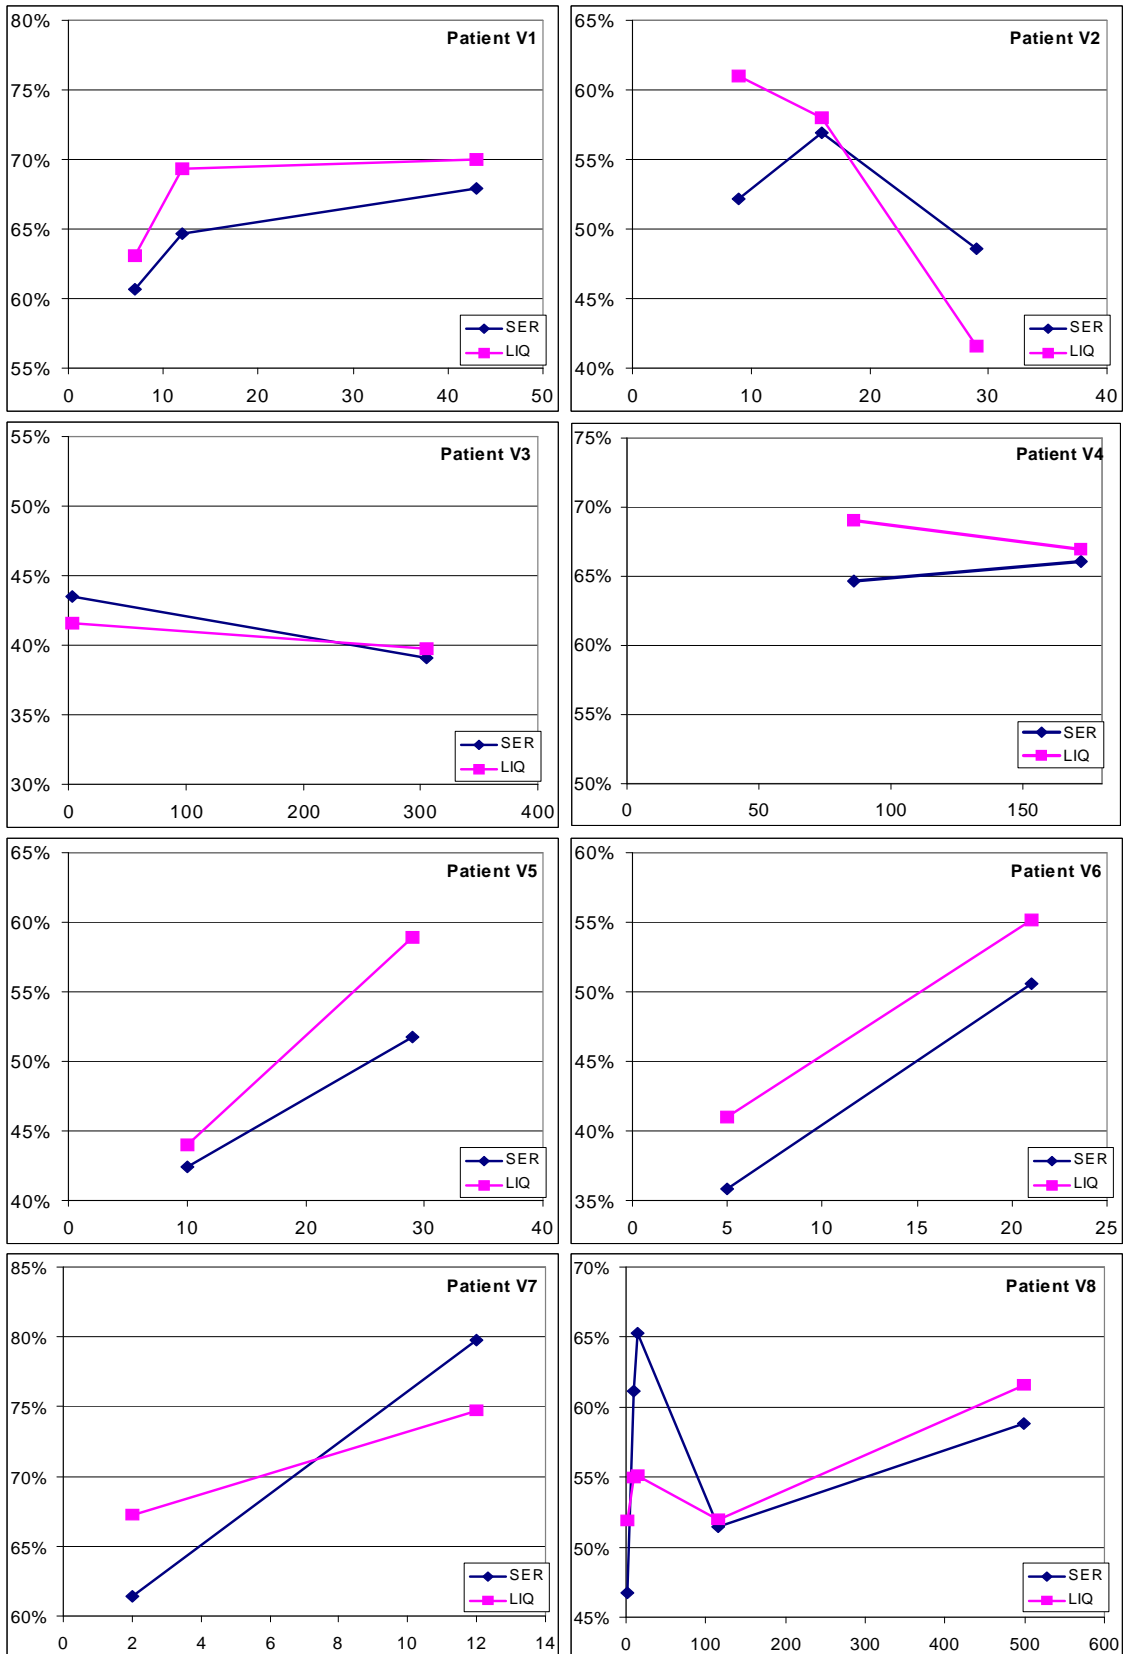 Patient V1
80%
75%
70%
65%
60%
55%
0 10 20 30 40 50
SER
LIQ
Patient V2
65%
60%
55%
50%
45%
40%
0 10 20 30 40
SER
LIQ
Patient V3
55%
50%
45%
40%
35%
30%
0 100 200 300 400
SER
LIQ
Patient V4
75%
70%
65%
60%
55%
50%
0 50 100 150
SER
LIQ
Patient V5
65%
60%
55%
50%
45%
40%
0 10 20 30 40
SER
LIQ
Patient V6
60%
55%
50%
45%
40%
35%
0 5 10 15 20 25
SER
LIQ
Patient V7
85%
80%
75%
70%
65%
60%
0 2 4 6 8 10 12 14
SER
LIQ
Patient V8
70%
65%
60%
55%
50%
45%
0 100 200 300 400 500 600
SER
LIQ